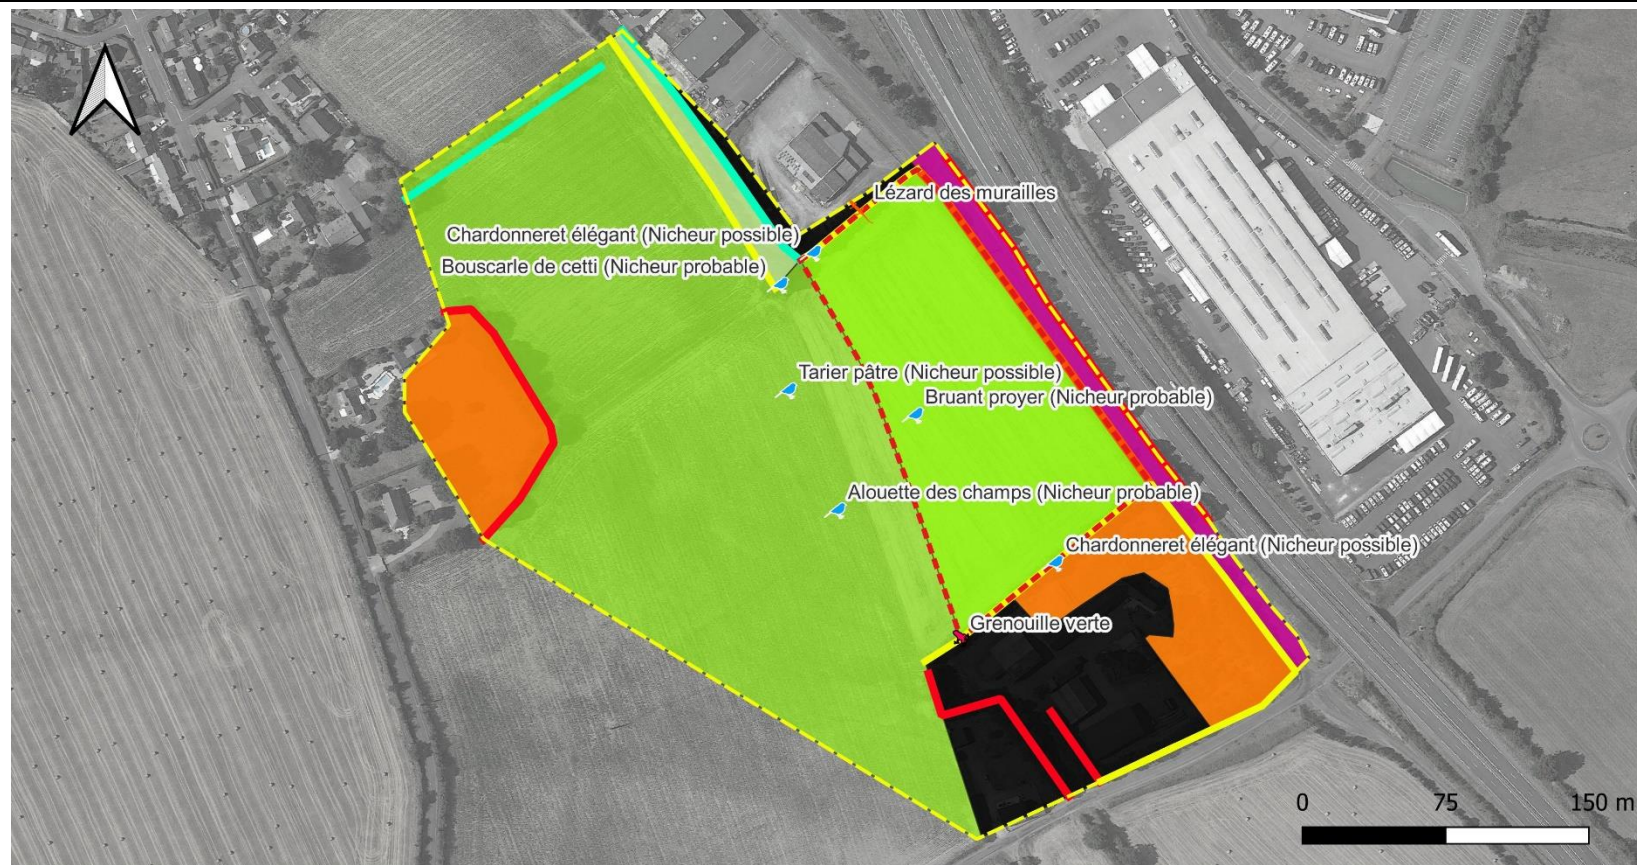 Lézard des murailles
Chardonneret élégant (Nicheur possible)
Bouscarle de cetti (Nicheur probable)
Tarier pâtre (Nicheur possible)
Bruant proyer (Nicheur probable)
Alouette des champs (Nicheur probable)
Chardonneret élégant (Nicheur possible)
Grenouille verte
0 75 150 m